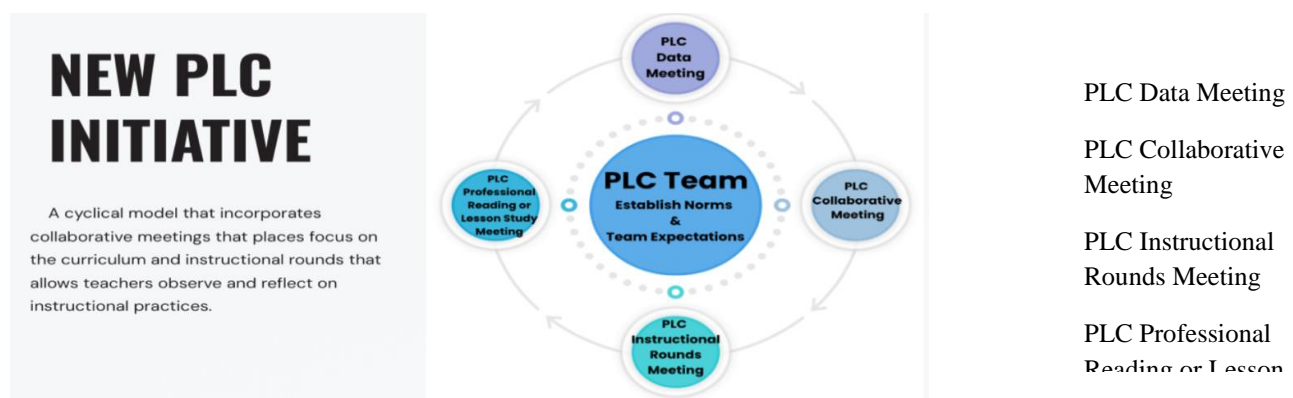 NEW PLC
INITIATIVE
A cyclical model that incorporates
collaborative meetings that places focus on
the curriculum and instructional rounds that
allows teachers observe and reflect on
instructional practices.
PLC
Data
Meeting
PLC
Professional
Reading or
Lesson Study
Meeting
PLC Team
Establish Norms
&
Team Expectations
PLC
Collaborative
Meeting
PLC
Instructional
Rounds
Meeting
PLC Data Meeting
PLC Collaborative
Meeting
PLC Instructional
Rounds Meeting
PLC Professional
Reading or Lesson